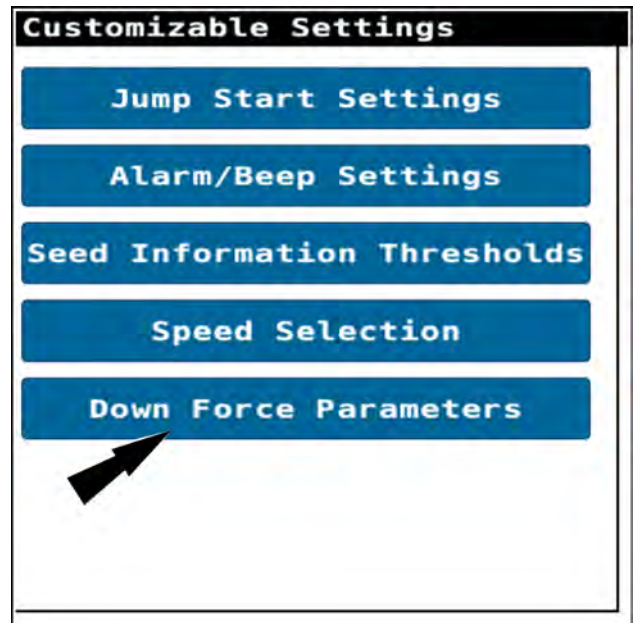 Customizable Settings
Jump Start Settings
Alarm/Beep Settings
Seed Information Thresholds
Speed Selection
Down Force Parameters